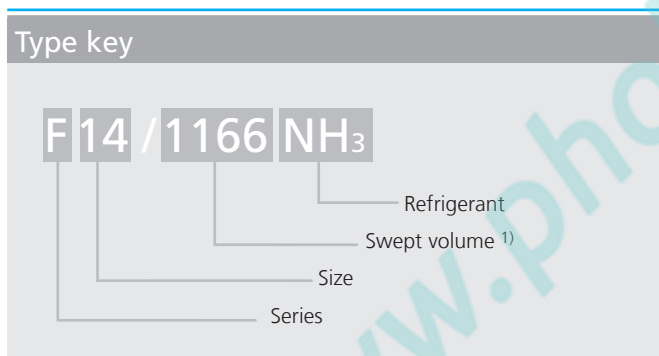 Type key
F 14 / 1166 NH₃
Refrigerant
Swept volume ¹⁾
Size
Series